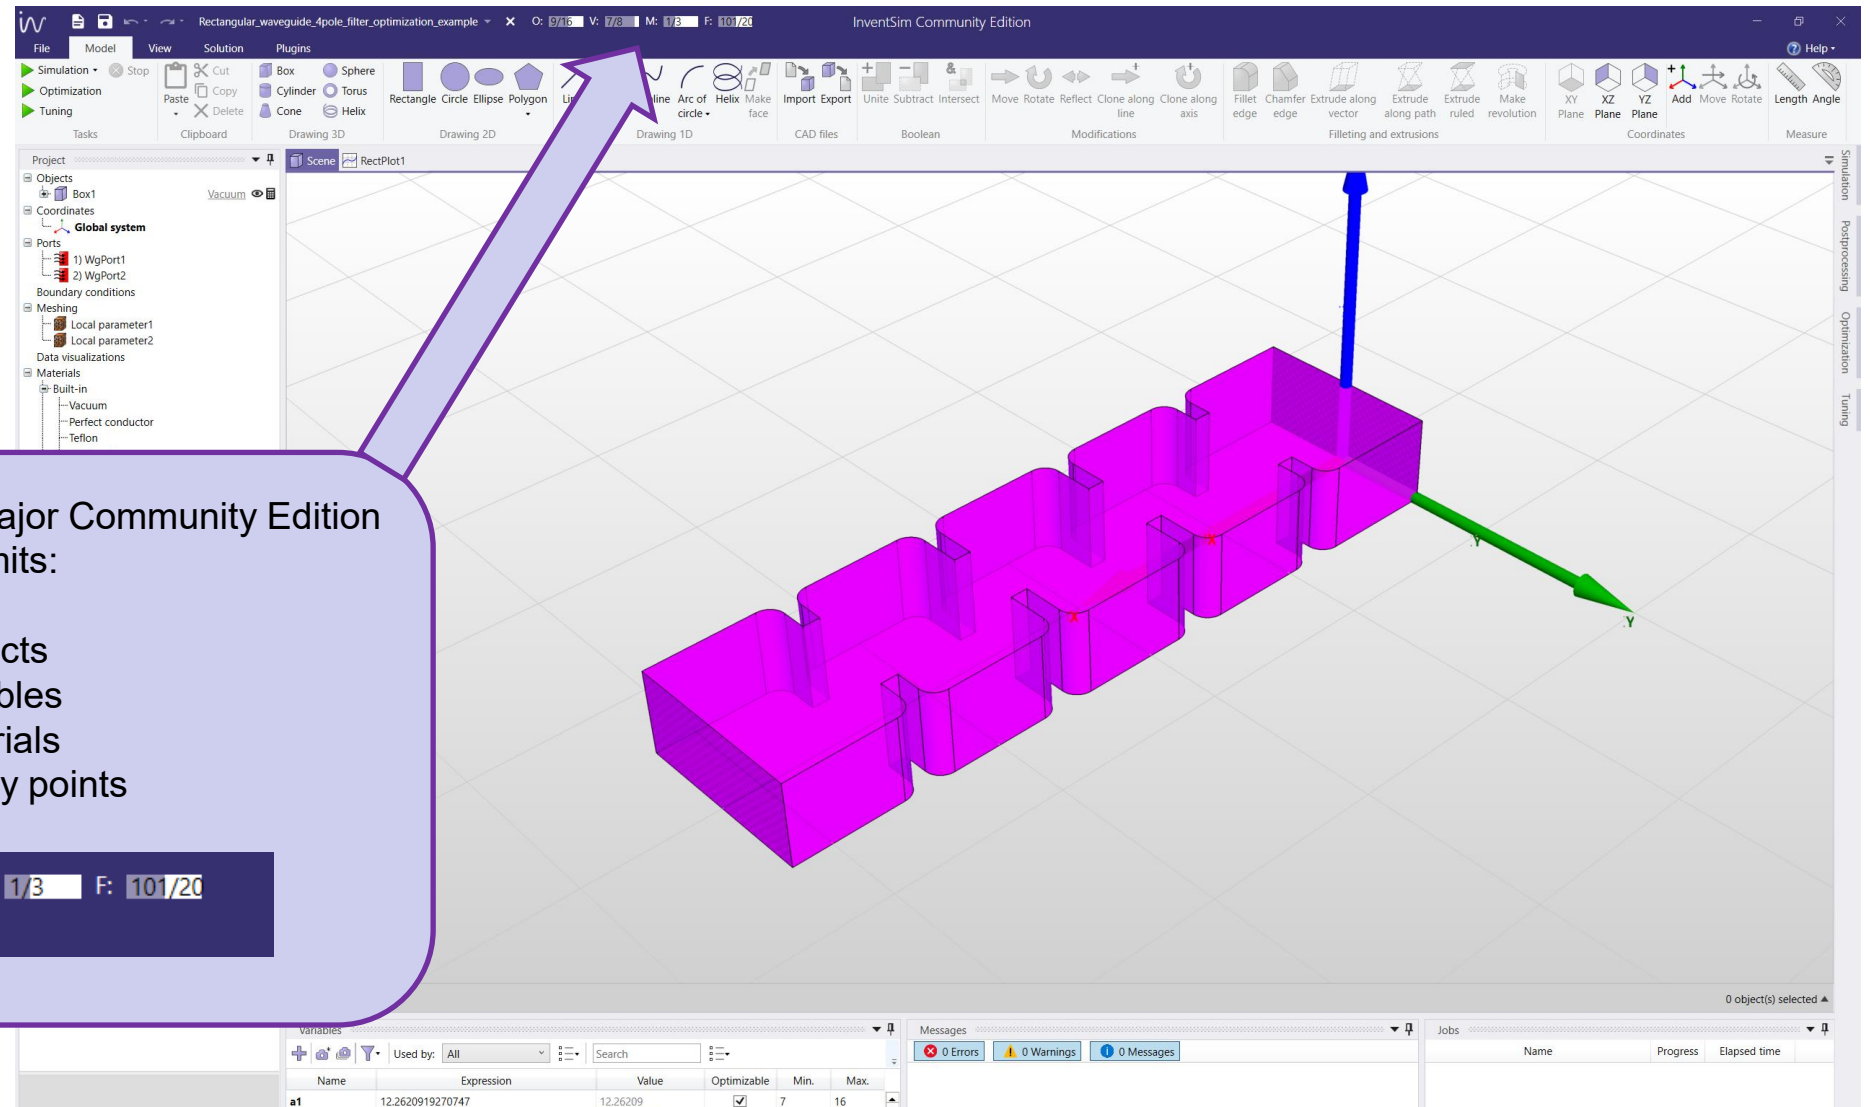 Rectangular_waveguide_4pole_filter_optimization_example O: 9/16 V: 7/8 M: 1/3 F: 101/20 InventSim Community Edition
File Model View Solution Plugins Help
Simulation Stop Cut Box Sphere
Optimization Paste Copy Cylinder Torus Rectangle Circle Ellipse Polygon Arc of circle Helix Make face Import Export Unite Subtract Intersect Move Rotate Reflect Clone along line Clone along axis Fillet edge Chamfer edge Extrude along vector Extrude along path Extrude ruled Make revolution XY Plane XZ Plane YZ Plane Add Move Rotate Length Angle
Tuning Delete Cone Helix
Tasks Clipboard Drawing 3D Drawing 2D Drawing 1D CAD files Boolean Modifications Filleting and extrusions Coordinates Measure
Project Scene RectPlot1
Objects
Box1 Vacuum
Coordinates
Global system
Ports
1) WgPort1
2) WgPort2
Boundary conditions
Meshing
Local parameter1
Local parameter2
Data visualizations
Materials
Built-in
Vacuum
Perfect conductor
Teflon
Simulation
Postprocessing
Optimization
Tuning
Y
Y
X
X
ajor Community Edition
nits:
cts
bles
rials
y points
1/3 F: 101/20
0 object(s) selected
Variables Messages Jobs
Used by: All Search 0 Errors 0 Warnings 0 Messages Name Progress Elapsed time
Name Expression Value Optimizable Min. Max.
a1 12.2620919270747 12.26209 7 16